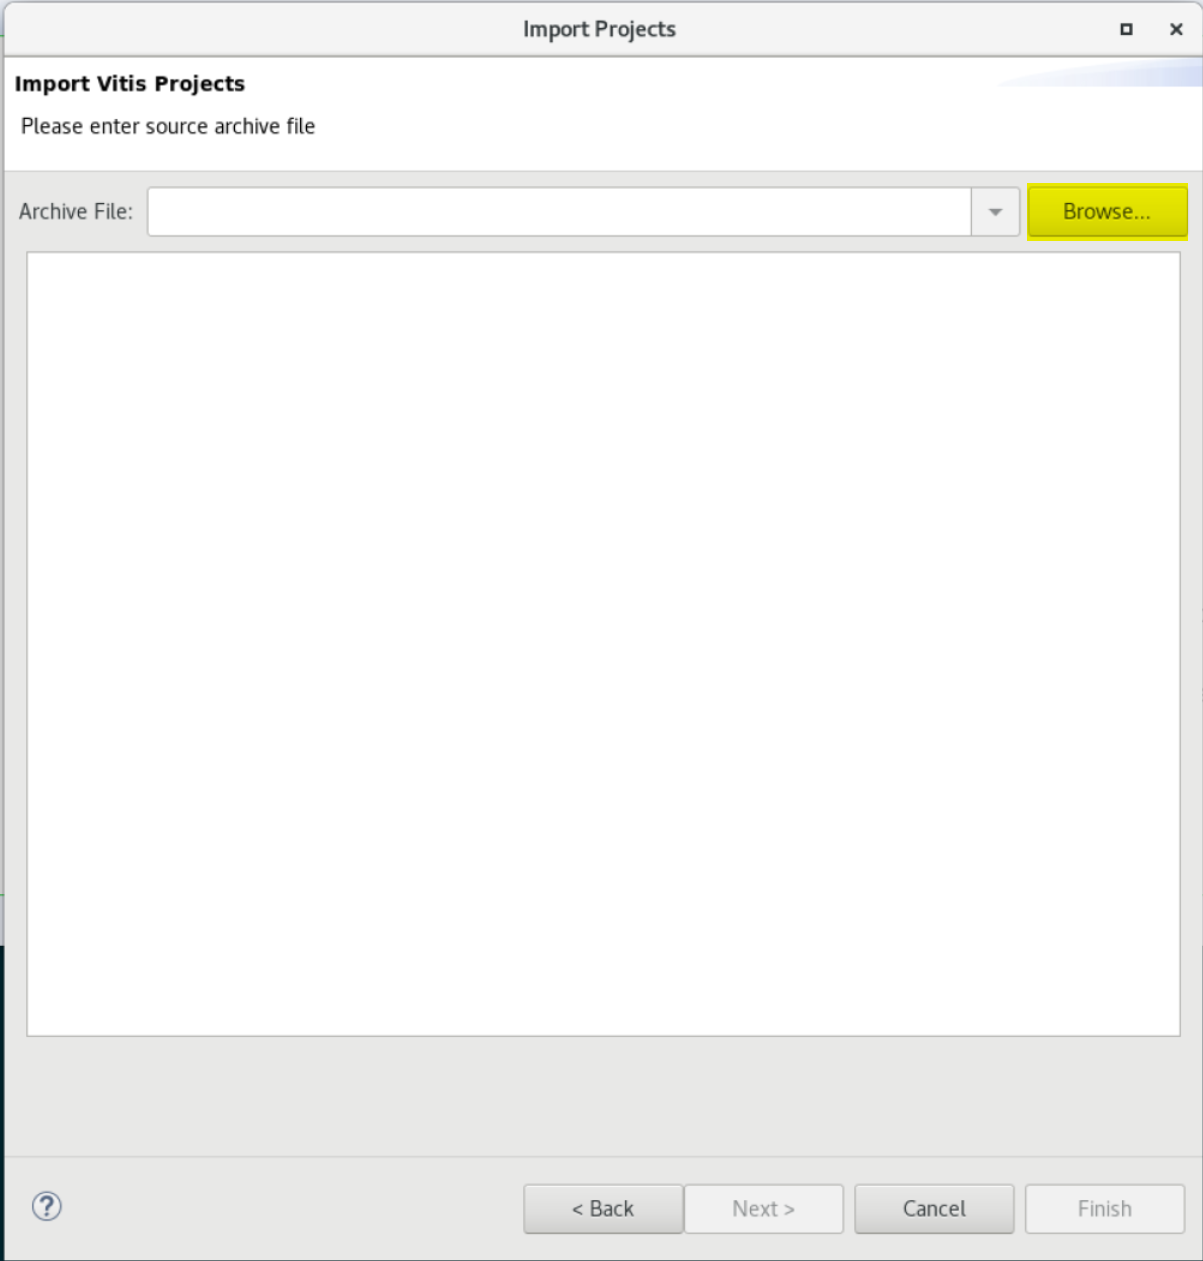 Import Projects
Import Vitis Projects
Please enter source archive file
Archive File:
Browse...
?
< Back
Next >
Cancel
Finish